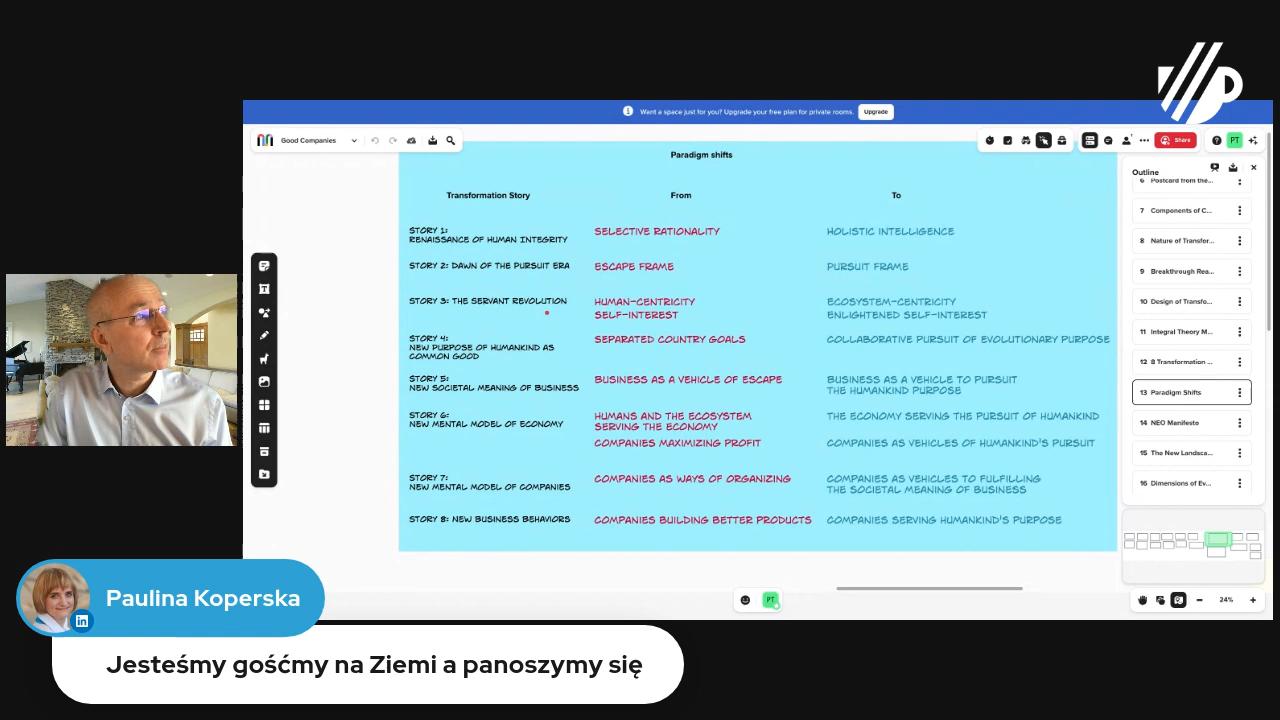 Want a space just for you? Upgrade your free plan for private rooms. Upgrade
Good Companies
Share
PT
Paradigm shifts
Transformation Story From To
STORY 1:
RENAISSANCE OF HUMAN INTEGRITY
SELECTIVE RATIONALITY
HOLISTIC INTELLIGENCE
STORY 2: DAWN OF THE PURSUIT ERA
ESCAPE FRAME
PURSUIT FRAME
STORY 3: THE SERVANT REVOLUTION
HUMAN-CENTRICITY
SELF-INTEREST
ECOSYSTEM-CENTRICITY
ENLIGHTENED SELF-INTEREST
STORY 4:
NEW PURPOSE OF HUMANKIND AS
COMMON GOOD
SEPARATED COUNTRY GOALS
COLLABORATIVE PURSUIT OF EVOLUTIONARY PURPOSE
STORY 5:
NEW SOCIETAL MEANING OF BUSINESS
BUSINESS AS A VEHICLE OF ESCAPE
BUSINESS AS A VEHICLE TO PURSUIT
THE HUMANKIND PURPOSE
STORY 6:
NEW MENTAL MODEL OF ECONOMY
HUMANS AND THE ECOSYSTEM
SERVING THE ECONOMY
THE ECONOMY SERVING THE PURSUIT OF HUMANKIND
COMPANIES MAXIMIZING PROFIT
COMPANIES AS VEHICLES OF HUMANKIND'S PURSUIT
STORY 7:
NEW MENTAL MODEL OF COMPANIES
COMPANIES AS WAYS OF ORGANIZING
COMPANIES AS VEHICLES TO FULFILLING
THE SOCIETAL MEANING OF BUSINESS
STORY 8: NEW BUSINESS BEHAVIORS
COMPANIES BUILDING BETTER PRODUCTS
COMPANIES SERVING HUMANKIND'S PURPOSE
Outline
6 Postcard from the...
7 Components of C...
8 Nature of Transfor...
9 Breakthrough Rea...
10 Design of Transfo...
11 Integral Theory M...
12 8 Transformation ...
13 Paradigm Shifts
14 NEO Manifesto
15 The New Landsca...
16 Dimensions of Ev...
PT
24%
Paulina Koperska
in
Jesteśmy gośćmy na Ziemi a panoszymy się